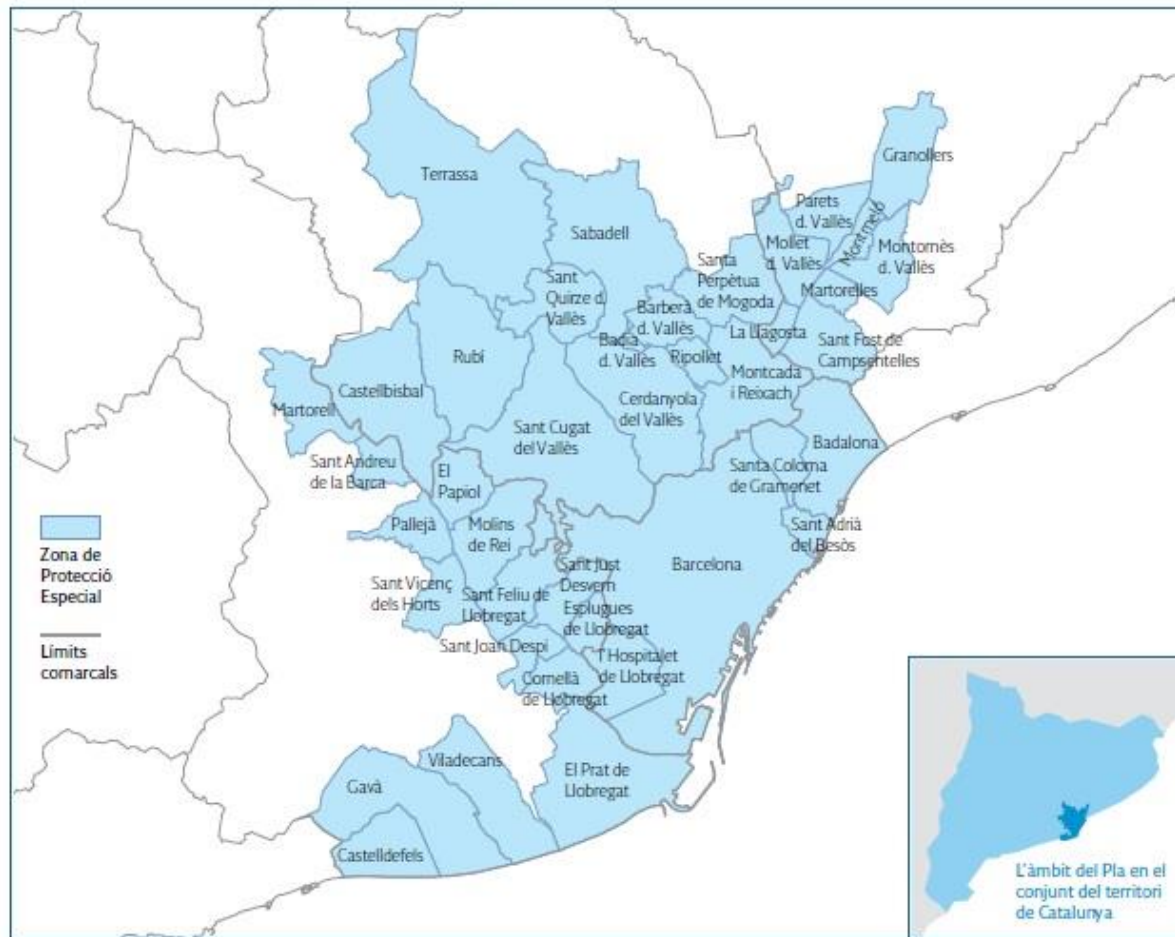 Granollers
Terrassa
Parets
d. Vallès
Montmeló
Sabadell
Mollet
d. Vallès
Montornès
d. Vallès
Santa
Perpètua
de Mogoda
Martorelles
Sant
Quirze d.
Vallès
Barberà
d. Vallès
La Llagosta
Sant Fost de
Campsentelles
Badia
d. Vallès
Ripollet
Rubí
Montcada
i Reixach
Castellbisbal
Cerdanyola
del Vallès
Martorell
Sant Cugat
del Vallès
Badalona
Sant Andreu
de la Barca
El
Papiol
Santa Coloma
de Gramenet
Pallejà
Molins
de Rei
Sant Adrià
del Besòs
Zona de
Protecció
Especial
Barcelona
Sant Just
Desvern
Sant Vicenç
dels Horts
Sant Feliu de
Llobregat
Esplugues
de Llobregat
Límits
comarcals
Sant Joan Despí
l'Hospitalet
de Llobregat
Cornellà
de Llobregat
Viladecans
El Prat de
Llobregat
Gavà
Castelldefels
L'àmbit del Pla en el
conjunt del territori
de Catalunya